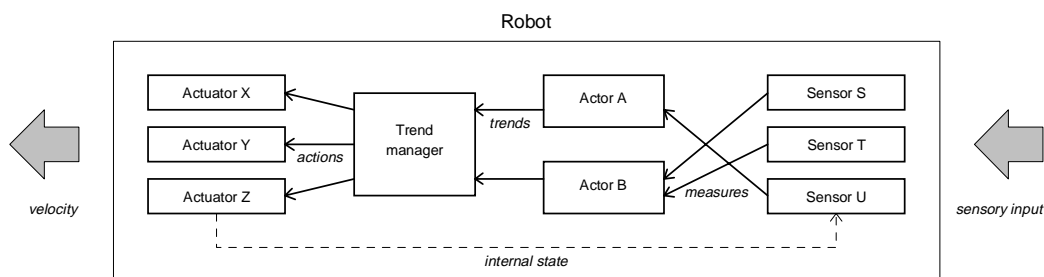 Robot
Actuator X
Actor A
Sensor S
trends
Trend
manager
Actuator Y
actions
Sensor T
Actor B
measures
Actuator Z
Sensor U
velocity
sensory input
internal state